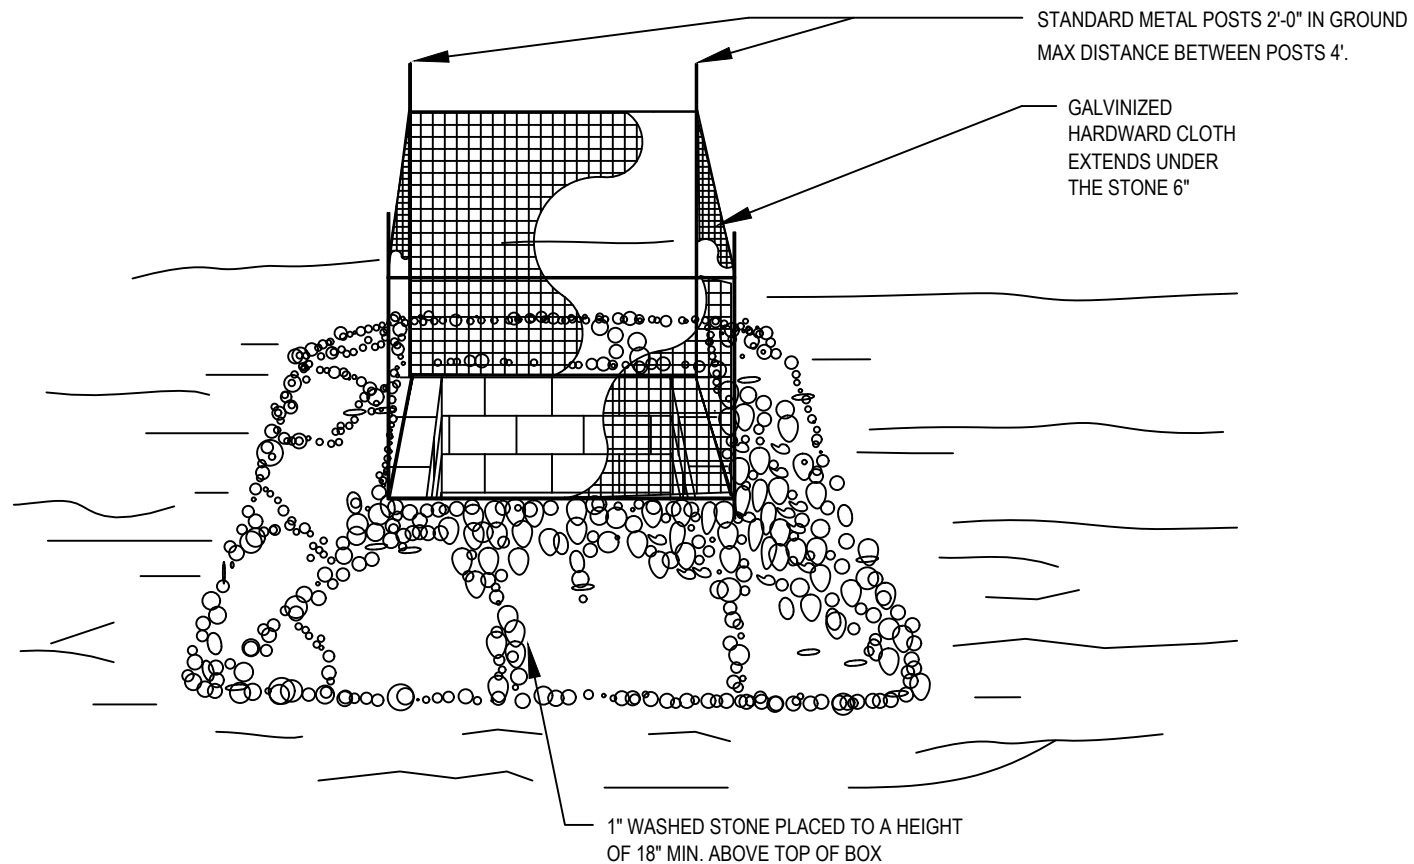 STANDARD METAL POSTS 2'-0" IN GROUND
MAX DISTANCE BETWEEN POSTS 4'.
GALVINIZED
HARDWARD CLOTH
EXTENDS UNDER
THE STONE 6"
1" WASHED STONE PLACED TO A HEIGHT
OF 18" MIN. ABOVE TOP OF BOX